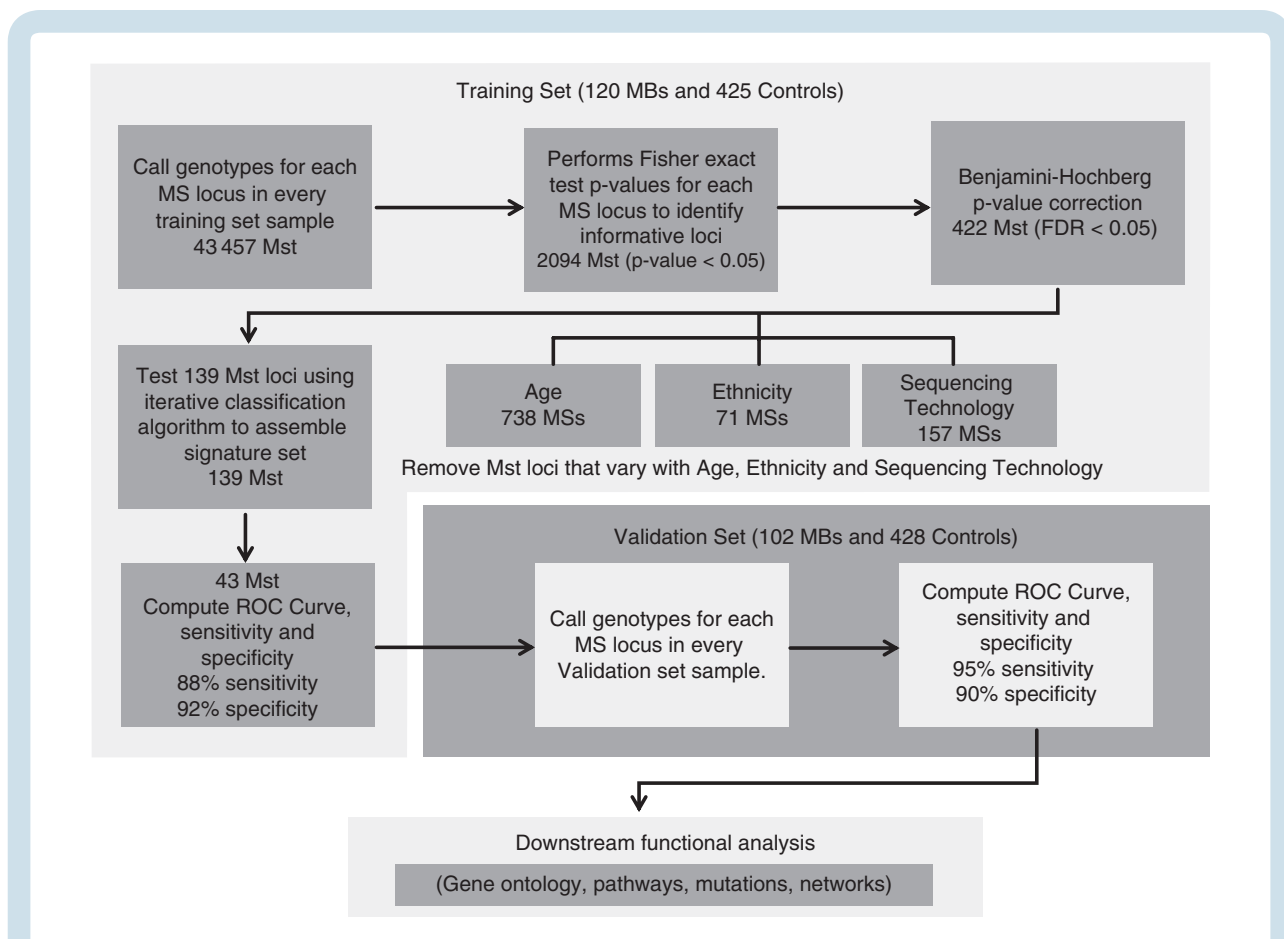 Training Set (120 MBs and 425 Controls)
Call genotypes for each
MS locus in every
training set sample
43 457 Mst
Performs Fisher exact
test p-values for each
MS locus to identify
informative loci
2094 Mst (p-value < 0.05)
Benjamini-Hochberg
p-value correction
422 Mst (FDR < 0.05)
Test 139 Mst loci using
iterative classification
algorithm to assemble
signature set
139 Mst
Age
738 MSs
Ethnicity
71 MSs
Sequencing
Technology
157 MSs
Remove Mst loci that vary with Age, Ethnicity and Sequencing Technology
43 Mst
Compute ROC Curve,
sensitivity and
specificity
88% sensitivity
92% specificity
Validation Set (102 MBs and 428 Controls)
Call genotypes for each
MS locus in every
Validation set sample.
Compute ROC Curve,
sensitivity and
specificity
95% sensitivity
90% specificity
Downstream functional analysis
(Gene ontology, pathways, mutations, networks)